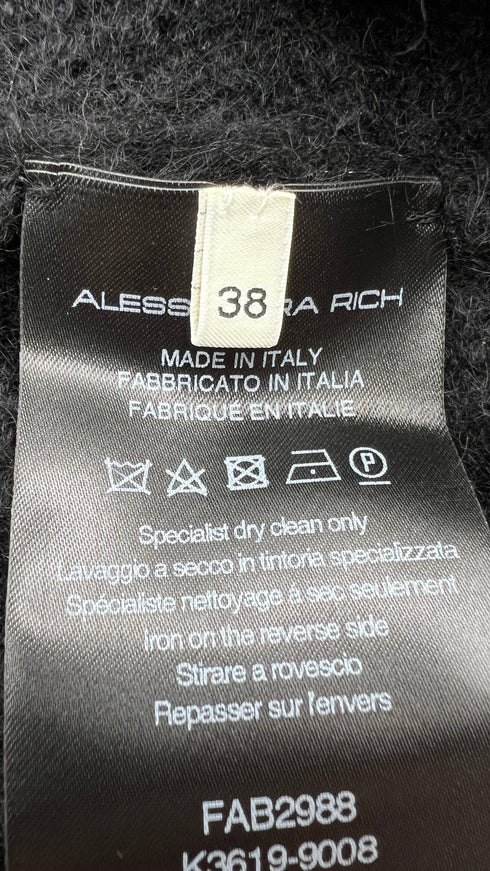 38
ALESS RA RICH
MADE IN ITALY
FABBRICATO IN ITALIA
FABRIQUE EN ITALIE
P
Specialist dry clean only
Lavaggio a secco in tintoria specializzata
Spécialiste nettoyage à sec seulement
Iron on the reverse side
Stirare a rovescio
Repasser sur l'envers
FAB2988
K3619-9008